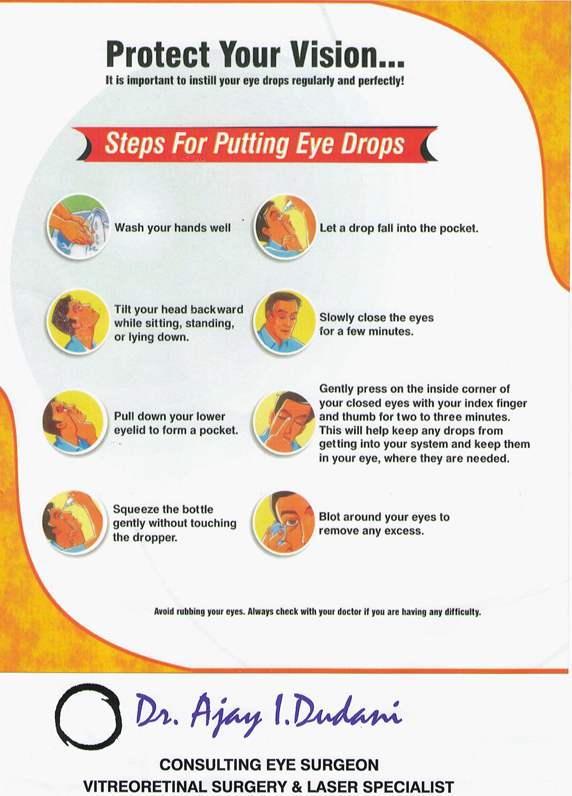 Protect Your Vision...
It is important to instill your eye drops regularly and perfectly!
Steps For Putting Eye Drops
Wash your hands well
Tilt your head backward
while sitting, standing,
or lying down.
Pull down your lower
eyelid to form a pocket.
Squeeze the bottle
gently without touching
the dropper.
Let a drop fall into the pocket.
Slowly close the eyes
for a few minutes.
Gently press on the inside corner of
your closed eyes with your index finger
and thumb for two to three minutes.
This will help keep any drops from
getting into your system and keep them
in your eye, where they are needed.
Blot around your eyes to
remove any excess.
Avoid rubbing your eyes. Always check with your doctor if you are having any difficulty.
Dr. Ajay I.Dudani
CONSULTING EYE SURGEON
VITREORETINAL SURGERY & LASER SPECIALIST